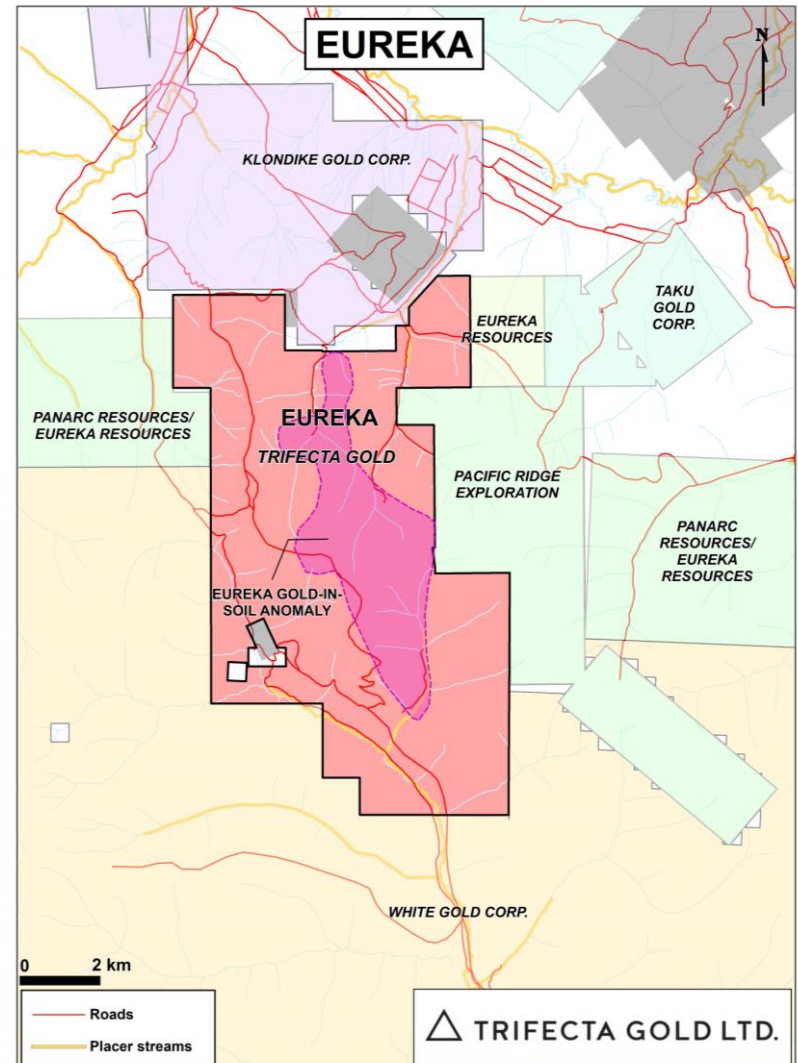 EUREKA
N
KLONDIKE GOLD CORP.
TAKU
GOLD
CORP.
EUREKA
RESOURCES
PANARC RESOURCES/
EUREKA RESOURCES
EUREKA
TRIFECTA GOLD
PACIFIC RIDGE
EXPLORATION
PANARC
RESOURCES/
EUREKA
RESOURCES
EUREKA GOLD-IN-
SOIL ANOMALY
WHITE GOLD CORP.
0 2 km
Roads
Placer streams
TRIFECTA GOLD LTD.